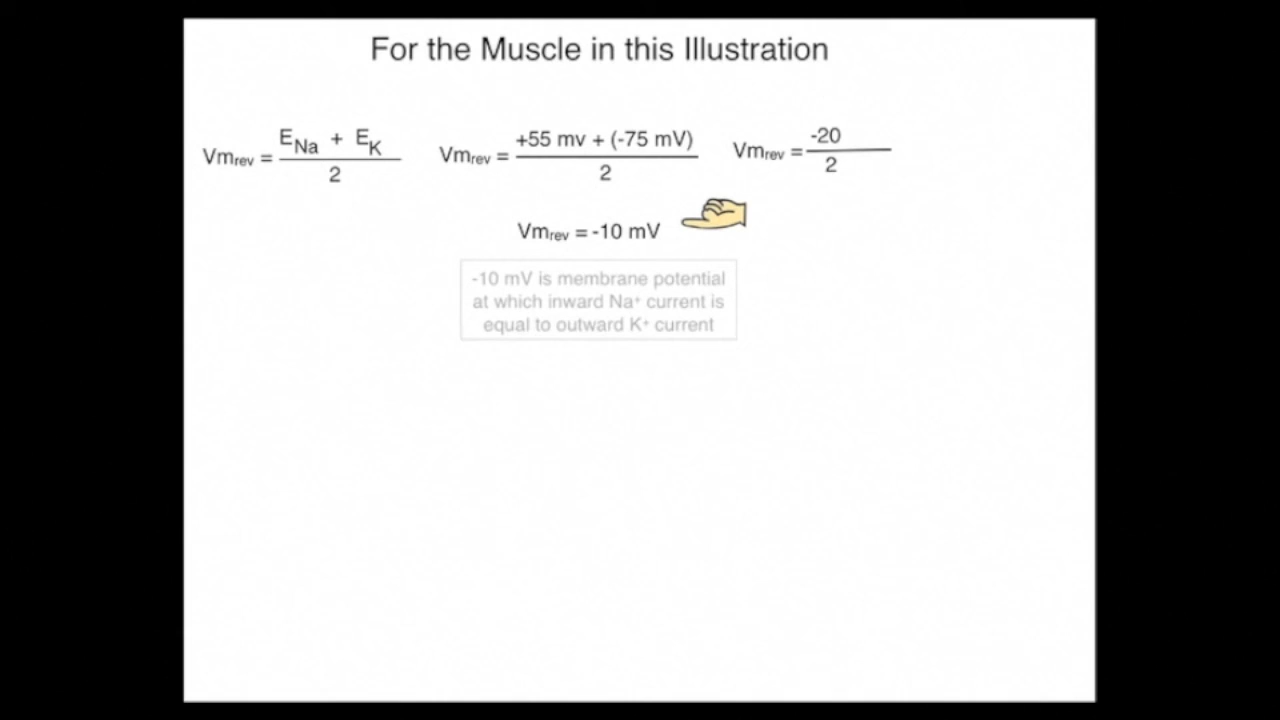 For the Muscle in this Illustration
Vmrev = ENa + EK / 2
Vmrev = +55 mv + (-75 mV) / 2
Vmrev = -20 / 2
Vmrev = -10 mV
-10 mV is membrane potential
at which inward Na⁺ current is
equal to outward K⁺ current